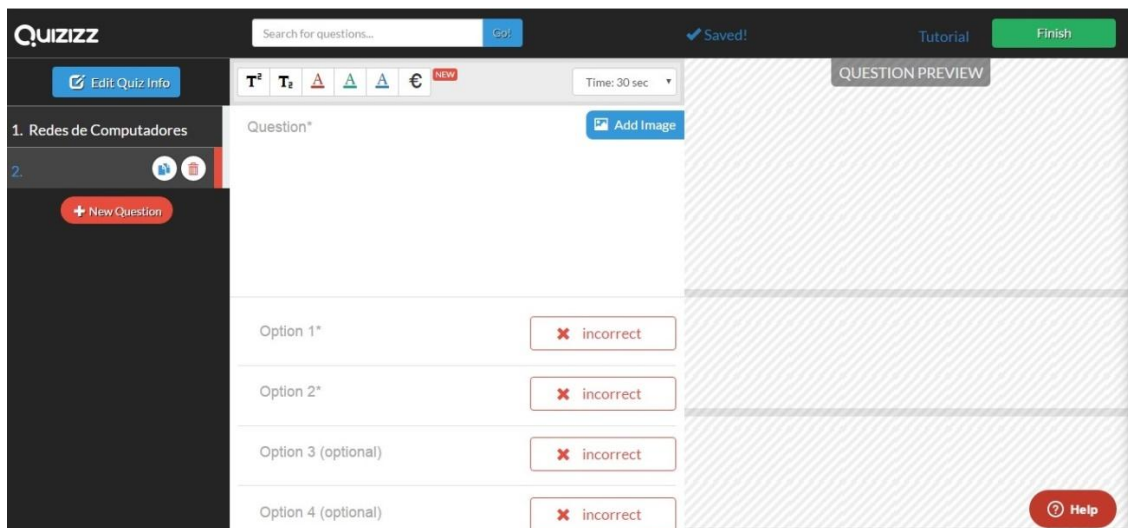 Quizizz
Search for questions...
Go!
Saved!
Tutorial
Finish
Edit Quiz Info
T² T₂ A A A € NEW
Time: 30 sec
QUESTION PREVIEW
1. Redes de Computadores
Question*
Add Image
2.
New Question
Option 1*
incorrect
Option 2*
incorrect
Option 3 (optional)
incorrect
Option 4 (optional)
incorrect
Help